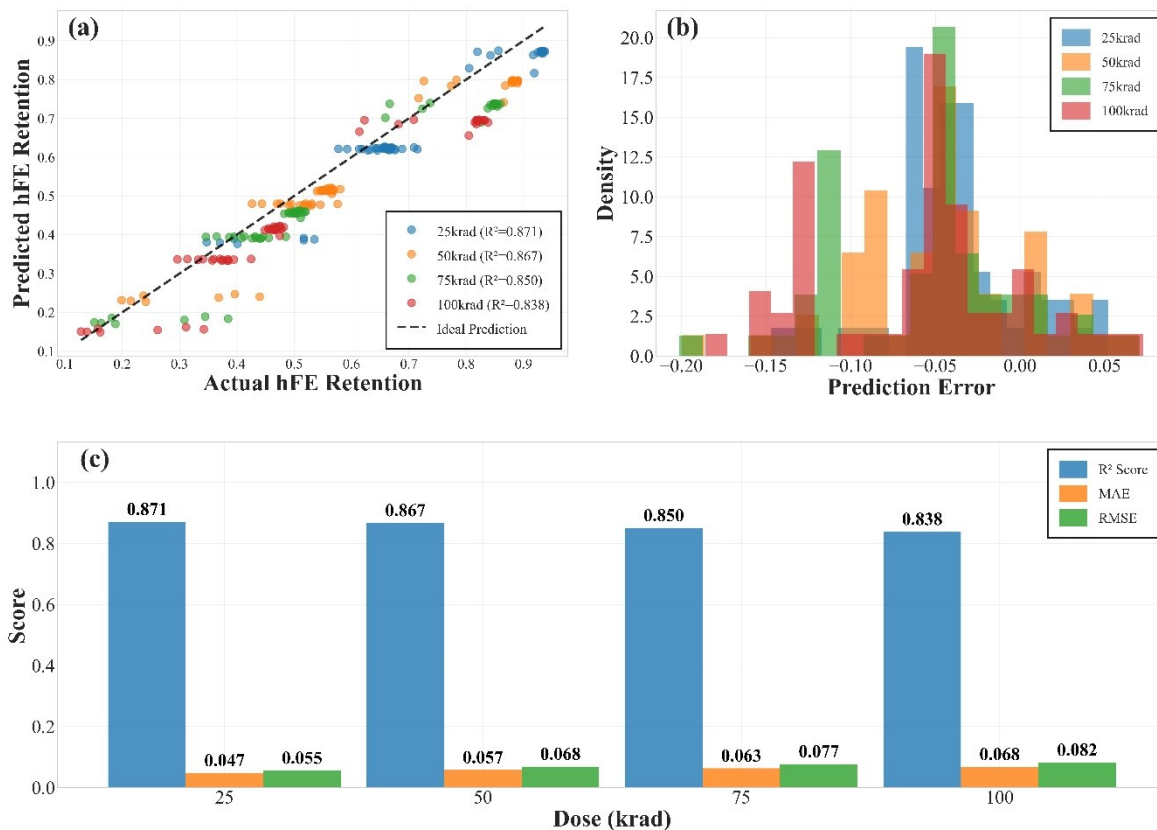 (a)
Predicted hFE Retention
0.9
0.8
0.7
0.6
0.5
0.4
0.3
0.2
0.1
25krad (R²=0.871)
50krad (R²=0.867)
75krad (R²=0.850)
100krad (R²=0.838)
Ideal Prediction
0.1 0.2 0.3 0.4 0.5 0.6 0.7 0.8 0.9
Actual hFE Retention
(b)
Density
20.0
17.5
15.0
12.5
10.0
7.5
5.0
2.5
0.0
25krad
50krad
75krad
100krad
−0.20 −0.15 −0.10 −0.05 0.00 0.05
Prediction Error
(c)
Score
1.0
0.8
0.6
0.4
0.2
0.0
R² Score
MAE
RMSE
0.871 0.867 0.850 0.838
0.047 0.055 0.057 0.068 0.063 0.077 0.068 0.082
25 50 75 100
Dose (krad)